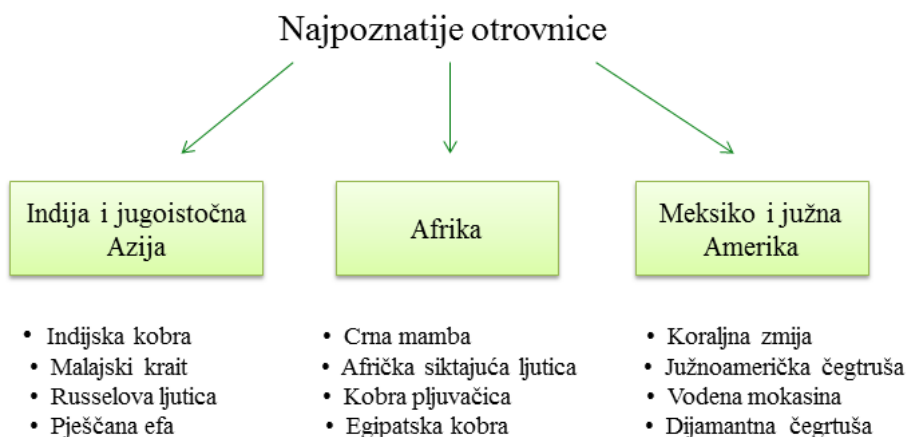 Najpoznatije otrovnice
Indija i jugoistočna
Azija
• Indijska kobra
• Malajski krait
• Russelova ljutica
• Pješčana efa
Afrika
• Crna mamba
• Afrička siktajuća ljutica
• Kobra pljuvačica
• Egipatska kobra
Meksiko i južna
Amerika
• Koraljna zmija
• Južnoamerička čegtruša
• Vodena mokasina
• Dijamantna čegrtuša